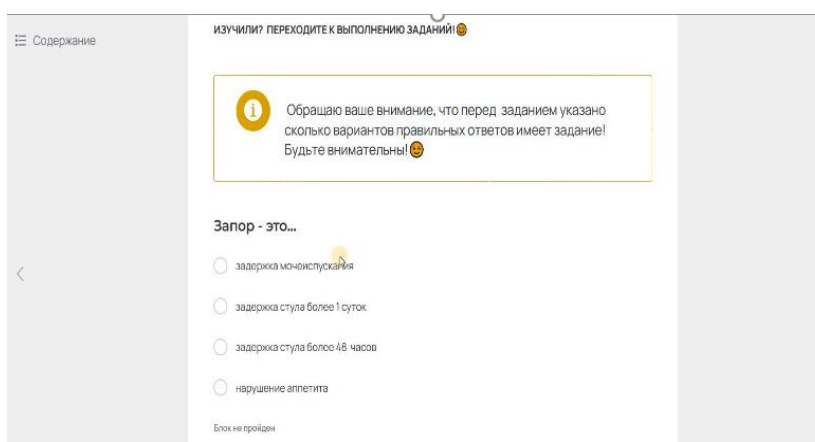 Содержание
ИЗУЧИЛИ? ПЕРЕХОДИТЕ К ВЫПОЛНЕНИЮ ЗАДАНИЙ!
Обращаю ваше внимание, что перед заданием указано
сколько вариантов правильных ответов имеет задание!
Будьте внимательны!
Запор - это...
задержка мочеиспускания
задержка стула более 1 суток
задержка стула более 48 часов
нарушение аппетита
Блок не пройден